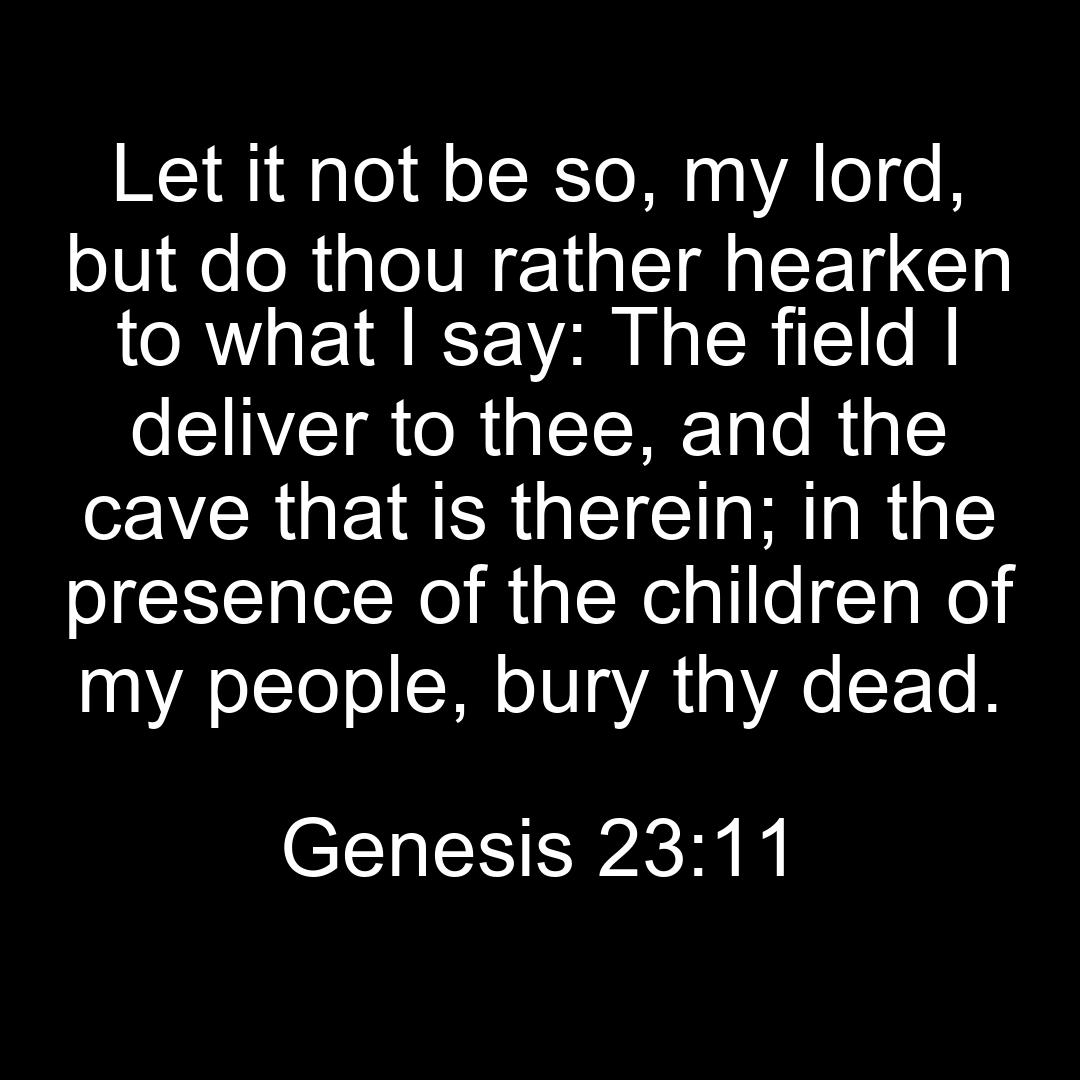 Let it not be so, my lord,
but do thou rather hearken
to what I say: The field I
deliver to thee, and the
cave that is therein; in the
presence of the children of
my people, bury thy dead.
Genesis 23:11